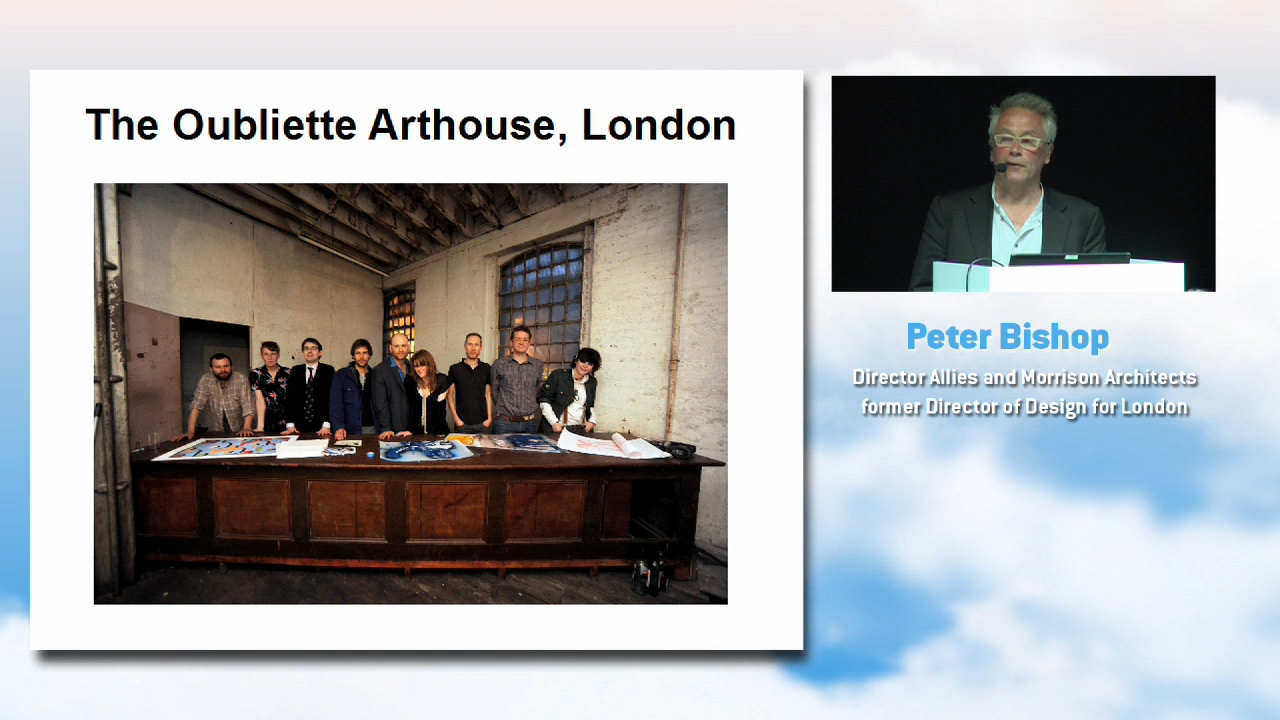 The Oubliette Arthouse, London
Peter Bishop
Director Allies and Morrison Architects
former Director of Design for London